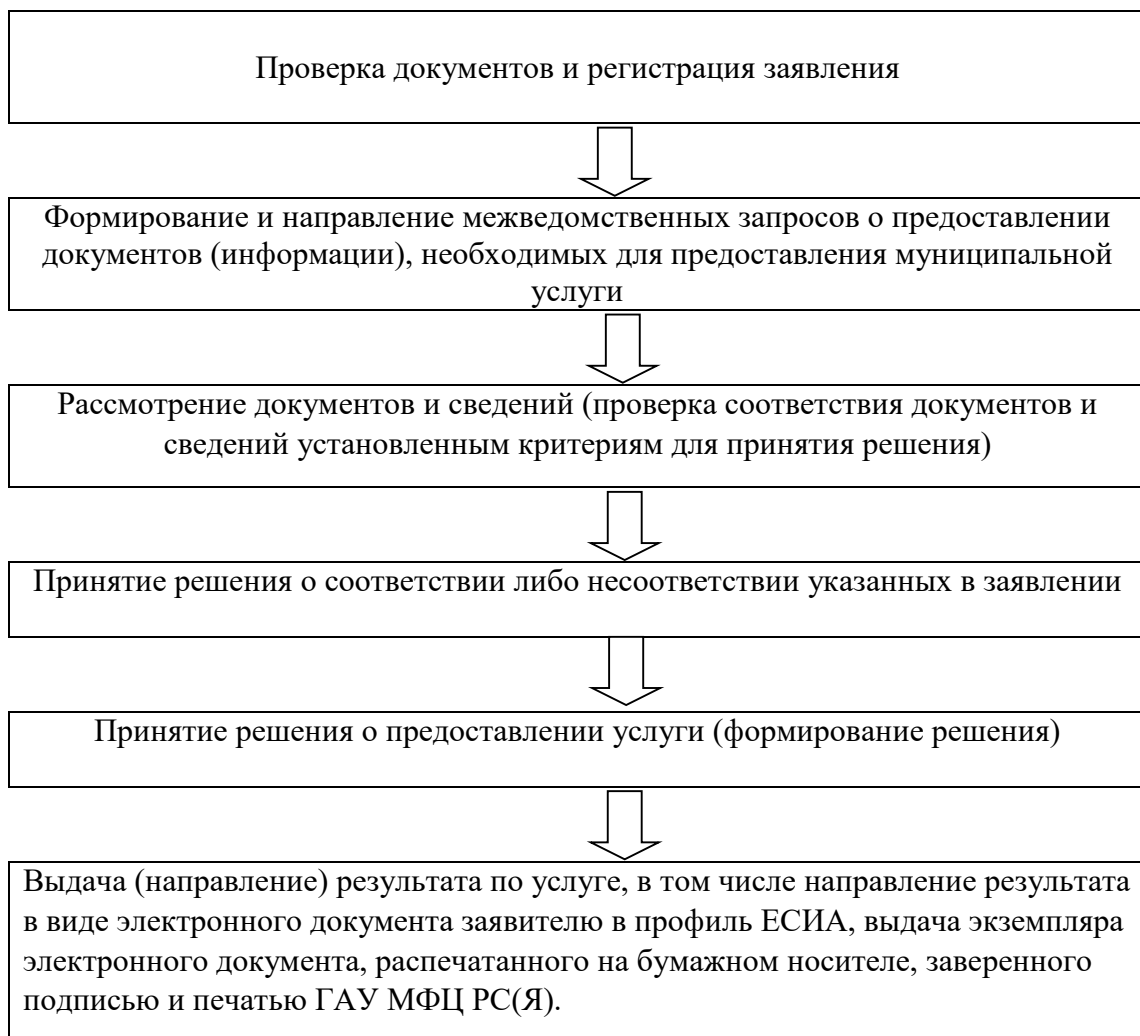 Проверка документов и регистрация заявления
Формирование и направление межведомственных запросов о предоставлении
документов (информации), необходимых для предоставления муниципальной
услуги
Рассмотрение документов и сведений (проверка соответствия документов и
сведений установленным критериям для принятия решения)
Принятие решения о соответствии либо несоответствии указанных в заявлении
Принятие решения о предоставлении услуги (формирование решения)
Выдача (направление) результата по услуге, в том числе направление результата
в виде электронного документа заявителю в профиль ЕСИА, выдача экземпляра
электронного документа, распечатанного на бумажном носителе, заверенного
подписью и печатью ГАУ МФЦ РС(Я).